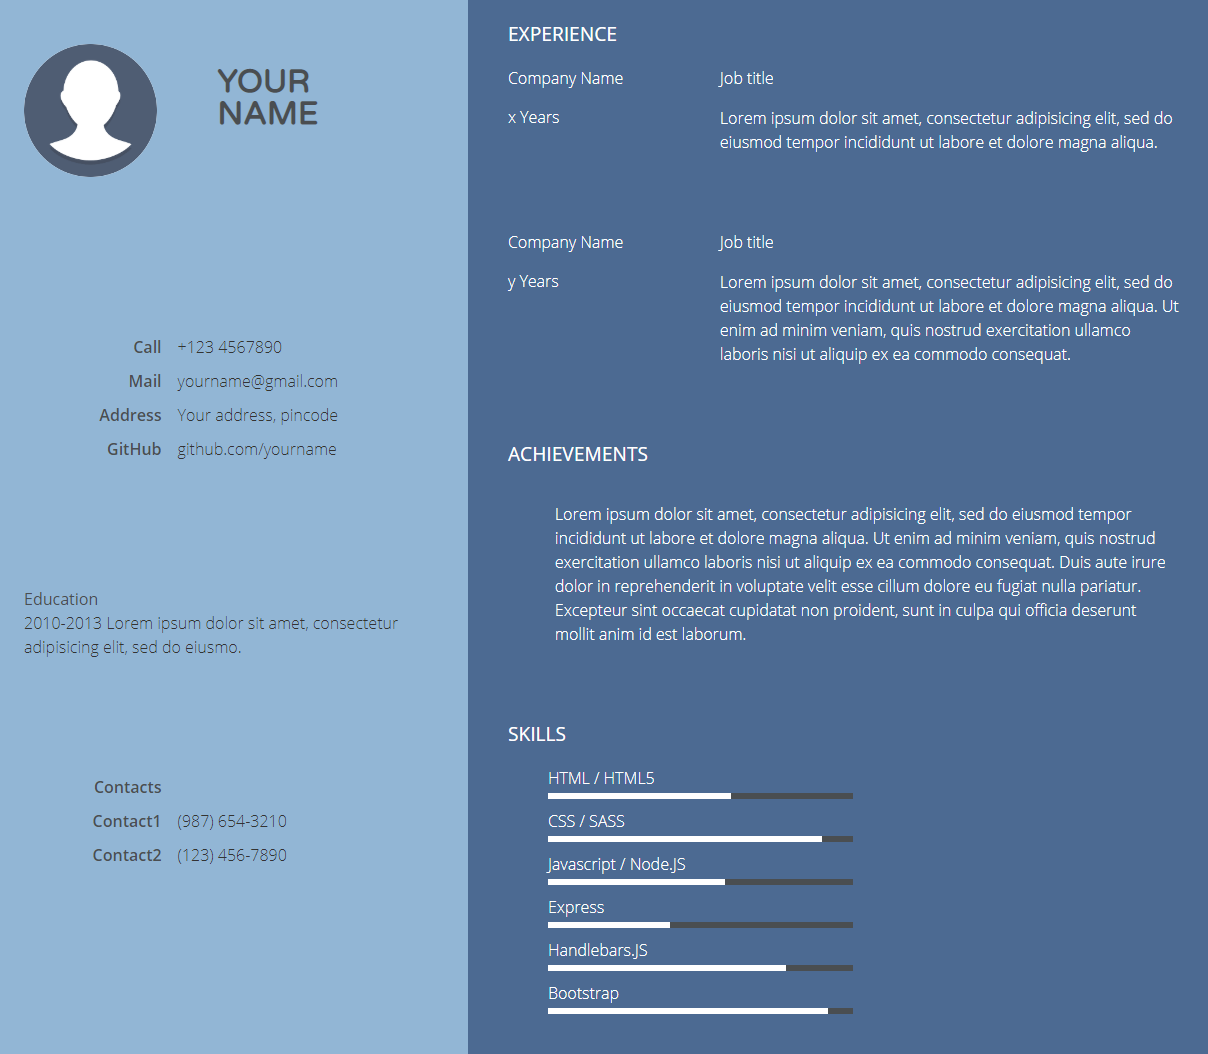 YOUR
NAME
Call +123 4567890
Mail yourname@gmail.com
Address Your address, pincode
GitHub github.com/yourname
Education
2010-2013 Lorem ipsum dolor sit amet, consectetur
adipisicing elit, sed do eiusmo.
Contacts
Contact1 (987) 654-3210
Contact2 (123) 456-7890
EXPERIENCE
Company Name Job title
x Years Lorem ipsum dolor sit amet, consectetur adipisicing elit, sed do
eiusmod tempor incididunt ut labore et dolore magna aliqua.
Company Name Job title
y Years Lorem ipsum dolor sit amet, consectetur adipisicing elit, sed do
eiusmod tempor incididunt ut labore et dolore magna aliqua. Ut
enim ad minim veniam, quis nostrud exercitation ullamco
laboris nisi ut aliquip ex ea commodo consequat.
ACHIEVEMENTS
Lorem ipsum dolor sit amet, consectetur adipisicing elit, sed do eiusmod tempor
incididunt ut labore et dolore magna aliqua. Ut enim ad minim veniam, quis nostrud
exercitation ullamco laboris nisi ut aliquip ex ea commodo consequat. Duis aute irure
dolor in reprehenderit in voluptate velit esse cillum dolore eu fugiat nulla pariatur.
Excepteur sint occaecat cupidatat non proident, sunt in culpa qui officia deserunt
mollit anim id est laborum.
SKILLS
HTML / HTML5
CSS / SASS
Javascript / Node.JS
Express
Handlebars.JS
Bootstrap